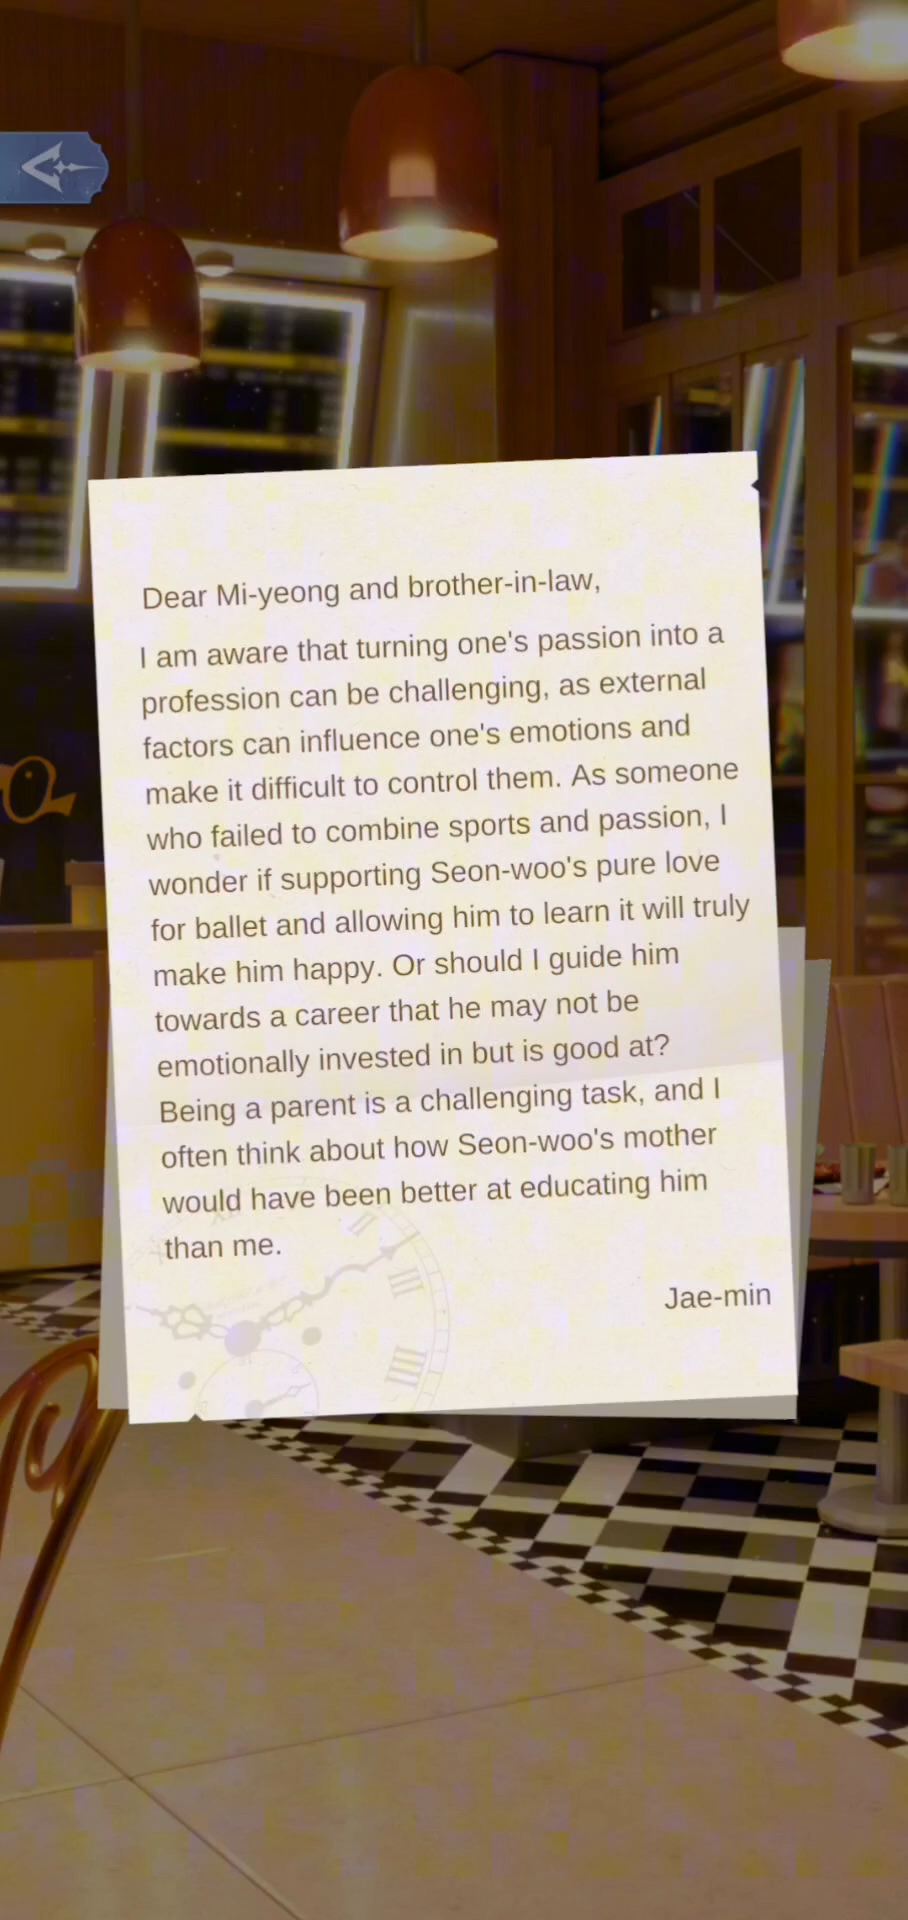 Dear Mi-yeong and brother-in-law,
I am aware that turning one's passion into a
profession can be challenging, as external
factors can influence one's emotions and
make it difficult to control them. As someone
who failed to combine sports and passion, I
wonder if supporting Seon-woo's pure love
for ballet and allowing him to learn it will truly
make him happy. Or should I guide him
towards a career that he may not be
emotionally invested in but is good at?
Being a parent is a challenging task, and I
often think about how Seon-woo's mother
would have been better at educating him
than me.
Jae-min
II
III
IIII